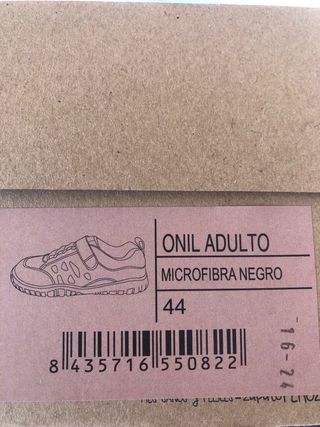 ONIL ADULTO
MICROFIBRA NEGRO
44
8 435716 550822
16-24